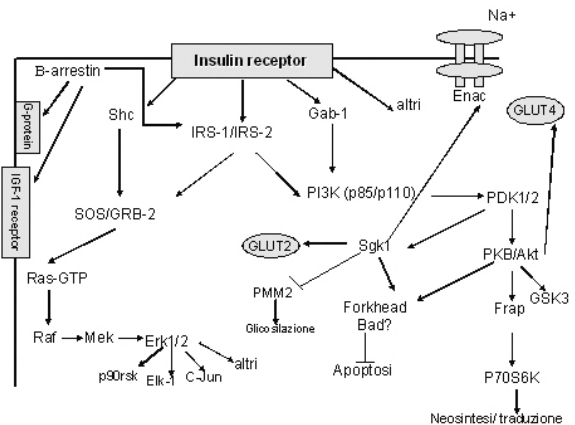 Na+
Insulin receptor
B-arrestin
Enac
G-protein
Shc
Gab-1
altri
GLUT4
IRS-1/IRS-2
IGF-1 receptor
PI3K (p85/p110)
PDK1/2
SOS/GRB-2
GLUT2
Sgk1
PKB/Akt
Ras-GTP
PMM2
Forkhead
Bad?
GSK3
Frap
Glicosilazione
Raf
Mek
Erk1/2
altri
p90rsk
Elk-1
C-Jun
Apoptosi
P70S6K
Neosintesi/traduzione